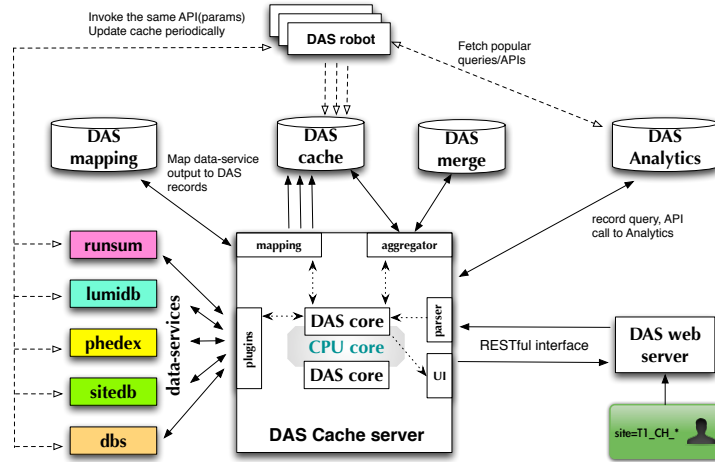 Invoke the same API(params)
Update cache periodically
DAS robot
Fetch popular
queries/APIs
DAS
mapping
DAS
cache
DAS
merge
DAS
Analytics
Map data-service
output to DAS
records
record query, API
call to Analytics
mapping
aggregator
runsum
lumidb
phedex
sitedb
dbs
data-services
plugins
DAS core
CPU core
DAS core
parser
UI
DAS Cache server
RESTful interface
DAS web
server
site=T1_CH_*